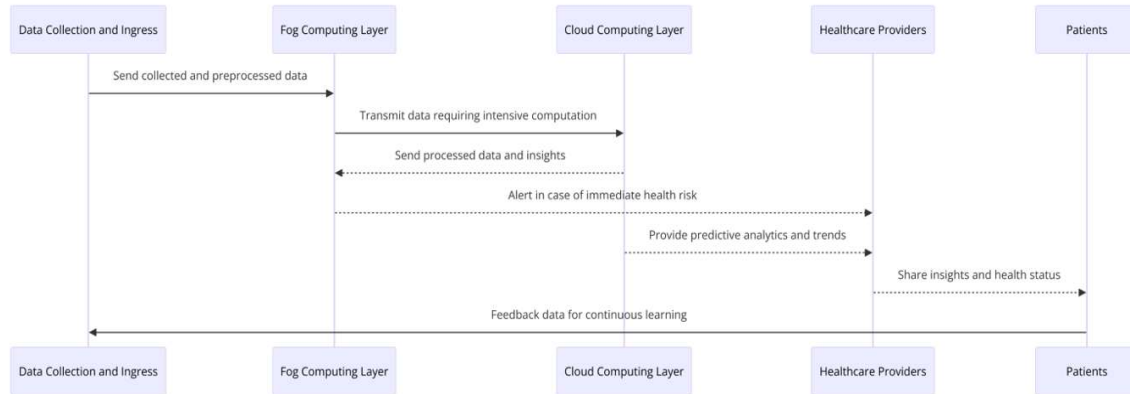 Data Collection and Ingress
Fog Computing Layer
Cloud Computing Layer
Healthcare Providers
Patients
Send collected and preprocessed data
Transmit data requiring intensive computation
Send processed data and insights
Alert in case of immediate health risk
Provide predictive analytics and trends
Share insights and health status
Feedback data for continuous learning
Data Collection and Ingress
Fog Computing Layer
Cloud Computing Layer
Healthcare Providers
Patients